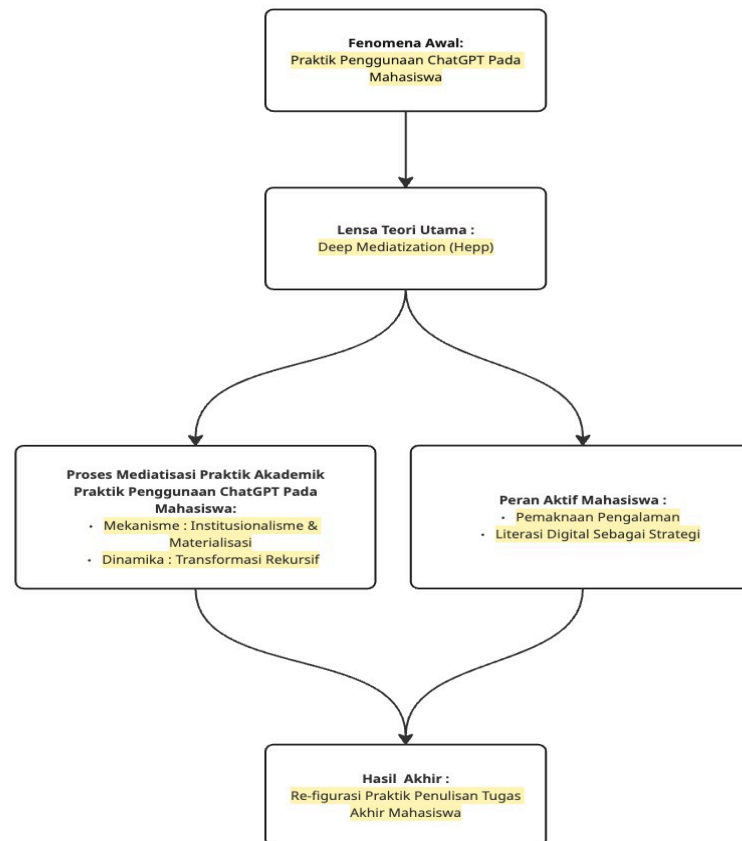 Fenomena Awal:
Praktik Penggunaan ChatGPT Pada
Mahasiswa
Lensa Teori Utama :
Deep Mediatization (Hepp)
Proses Mediatisasi Praktik Akademik
Praktik Penggunaan ChatGPT Pada
Mahasiswa:
· Mekanisme : Institusionalisme &
Materialisasi
· Dinamika : Transformasi Rekursif
Peran Aktif Mahasiswa :
· Pemaknaan Pengalaman
· Literasi Digital Sebagai Strategi
Hasil Akhir :
Re-figurasi Praktik Penulisan Tugas
Akhir Mahasiswa